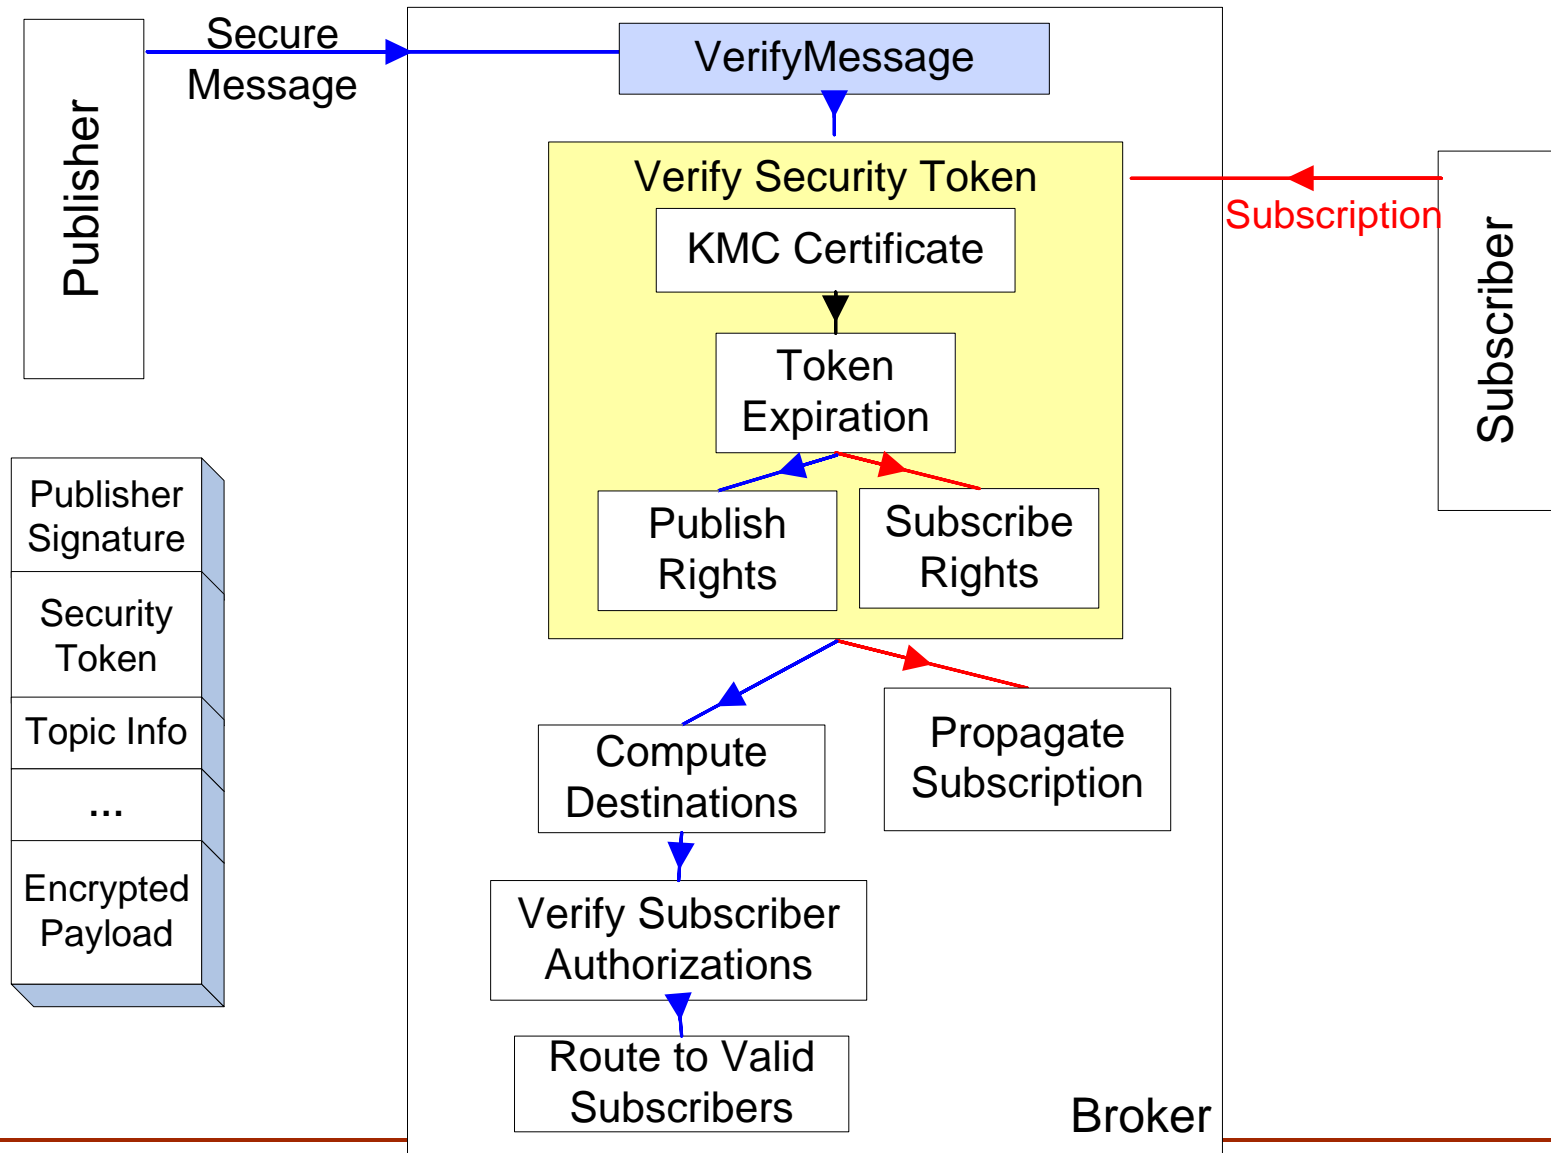 Publisher
Secure
Message
VerifyMessage
Verify Security Token
KMC Certificate
Token
Expiration
Publish
Rights
Subscribe
Rights
Subscription
Subscriber
Publisher
Signature
Security
Token
Topic Info
...
Encrypted
Payload
Compute
Destinations
Propagate
Subscription
Verify Subscriber
Authorizations
Route to Valid
Subscribers
Broker